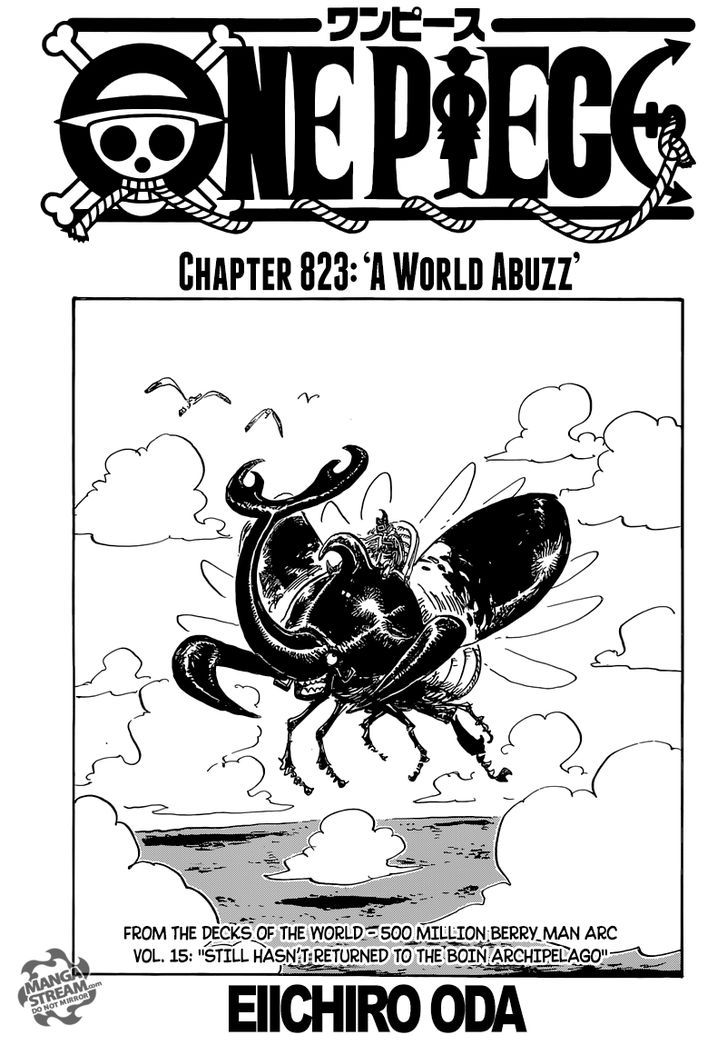 ワンピース
ONE PIECE
CHAPTER 823: 'A WORLD ABUZZ'
FROM THE DECKS OF THE WORLD - 500 MILLION BERRY MAN ARC
VOL. 15: "STILL HASN'T RETURNED TO THE BOIN ARCHIPELAGO"
MANGA
STREAM.com
DO NOT MIRROR
EIICHIRO ODA